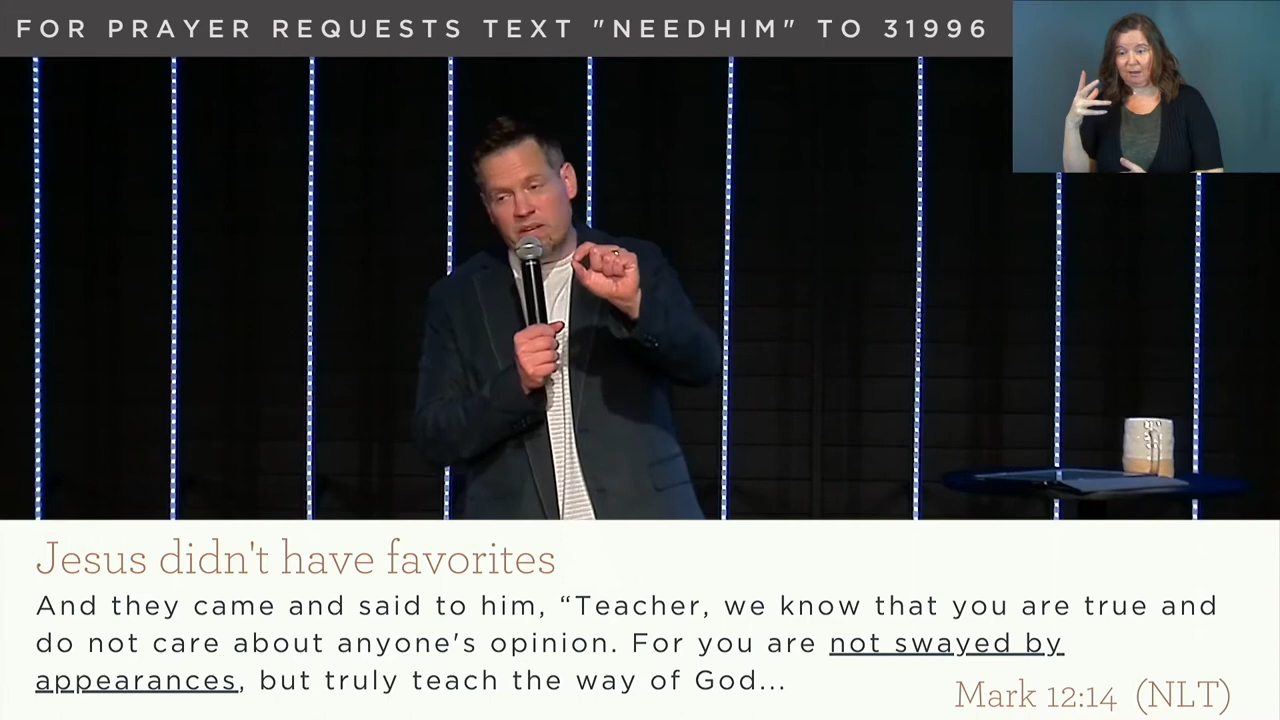 FOR PRAYER REQUESTS TEXT "NEEDHIM" TO 31996
Jesus didn't have favorites
And they came and said to him, “Teacher, we know that you are true and
do not care about anyone's opinion. For you are not swayed by
appearances, but truly teach the way of God...
Mark 12:14 (NLT)